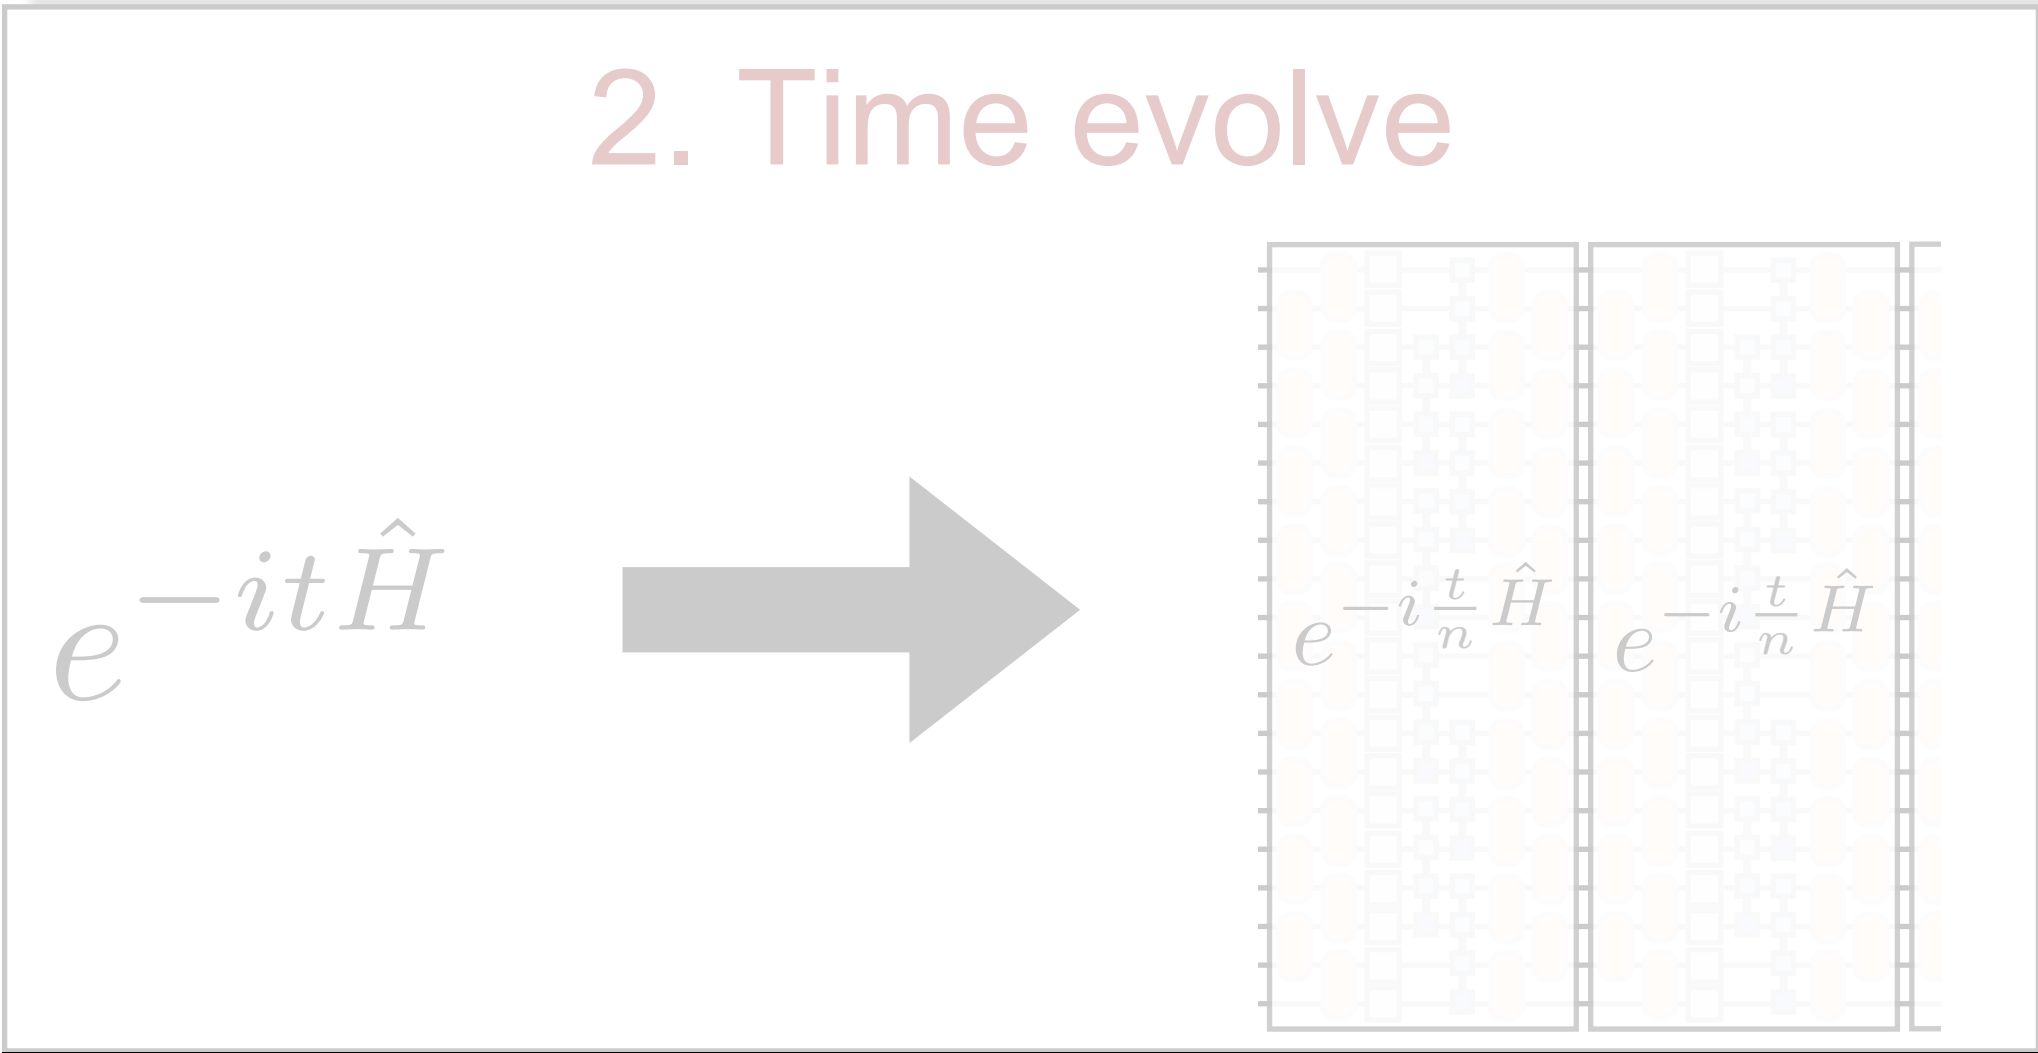 2. Time evolve
$e^{-it\hat{H}}$
$e^{-i\frac{t}{n}\hat{H}}$ $e^{-i\frac{t}{n}\hat{H}}$